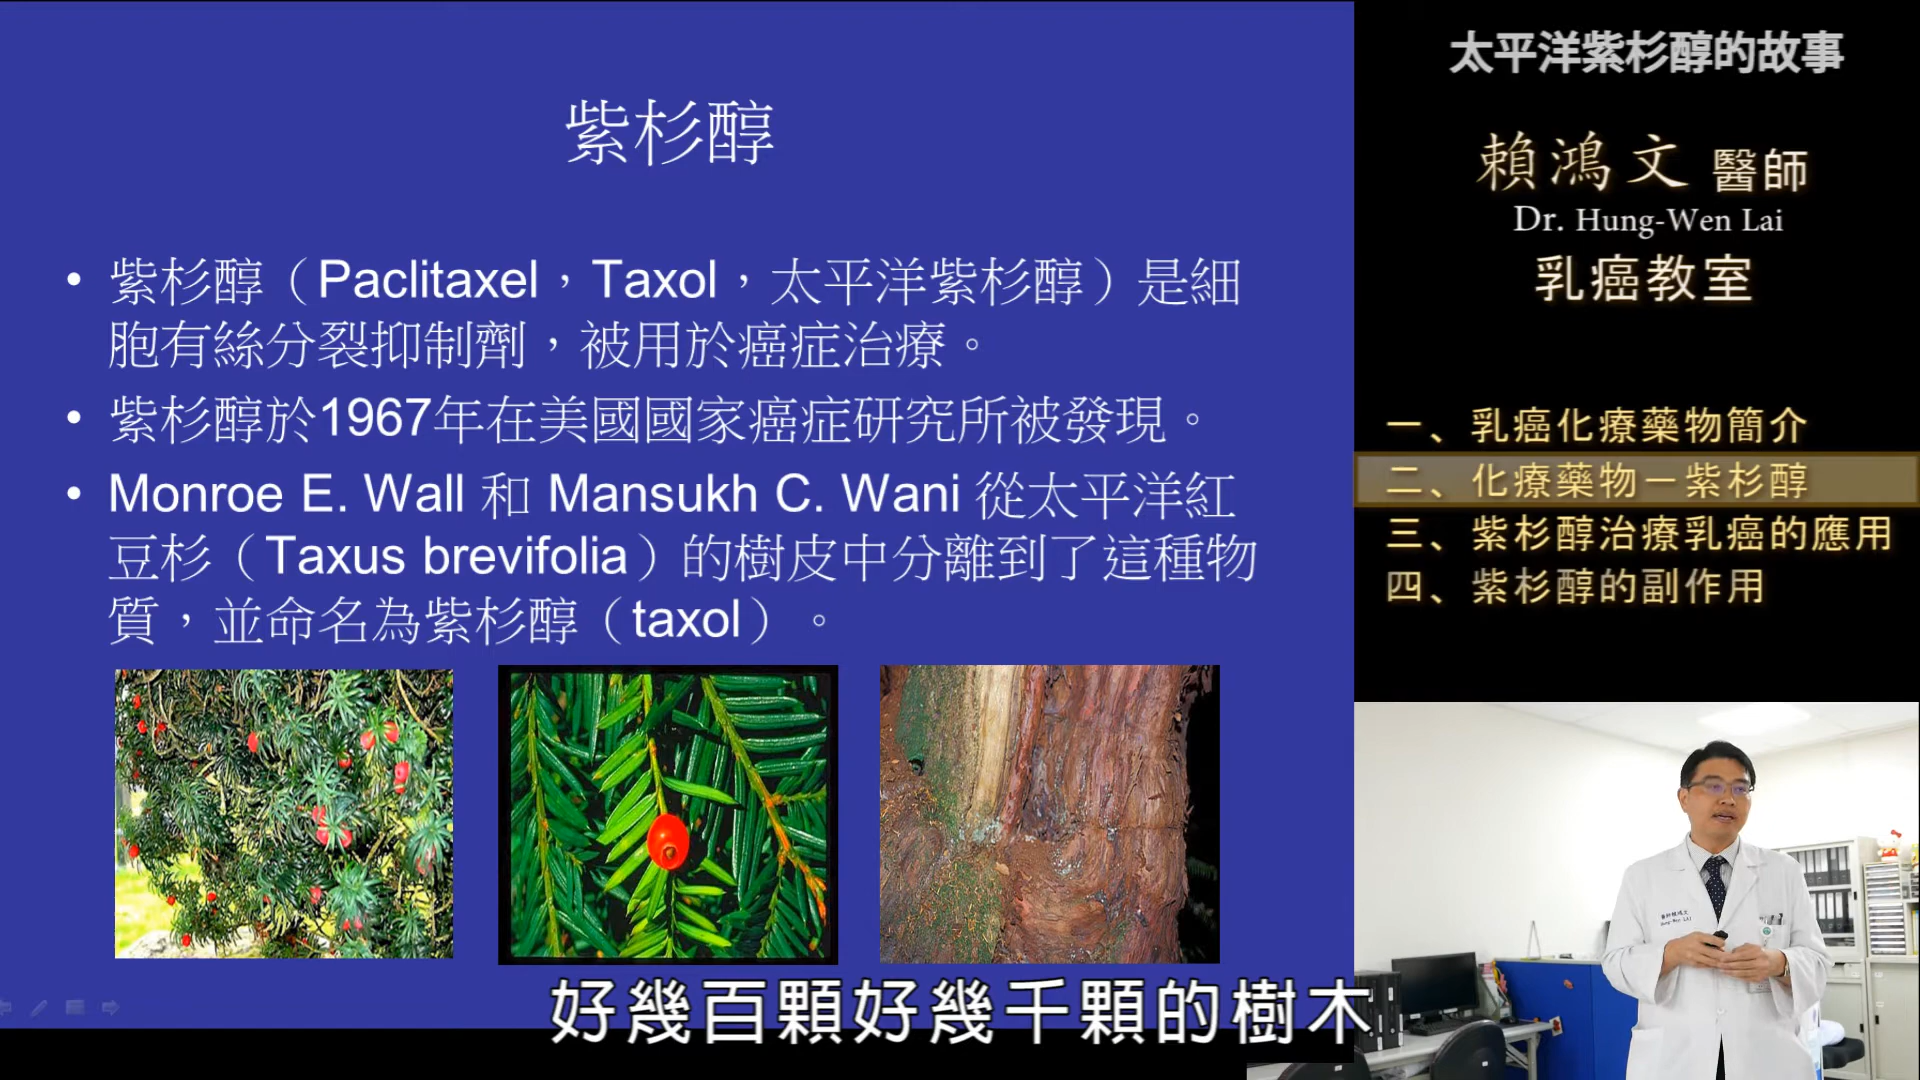 紫杉醇
• 紫杉醇（Paclitaxel，Taxol，太平洋紫杉醇）是細
胞有絲分裂抑制劑，被用於癌症治療。
• 紫杉醇於1967年在美國國家癌症研究所被發現。
• Monroe E. Wall 和 Mansukh C. Wani 從太平洋紅
豆杉（Taxus brevifolia）的樹皮中分離到了這種物
質，並命名為紫杉醇（taxol）。
好幾百顆好幾千顆的樹木
太平洋紫杉醇的故事
賴鴻文 醫師
Dr. Hung-Wen Lai
乳癌教室
一、乳癌化療藥物簡介
二、化療藥物－紫杉醇
三、紫杉醇治療乳癌的應用
四、紫杉醇的副作用